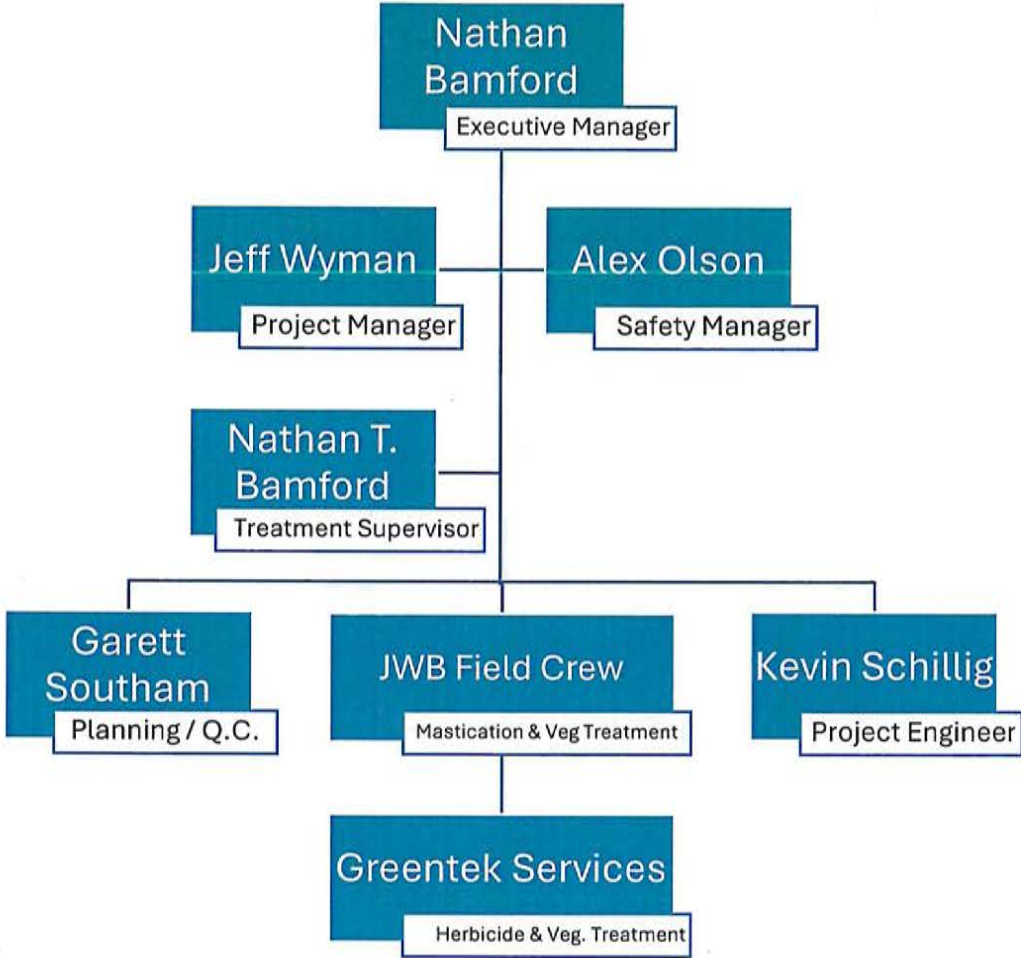 Nathan
Bamford
Executive Manager
Jeff Wyman
Project Manager
Alex Olson
Safety Manager
Nathan T.
Bamford
Treatment Supervisor
Garett
Southam
Planning / Q.C.
JWB Field Crew
Mastication & Veg Treatment
Kevin Schillig
Project Engineer
Greentek Services
Herbicide & Veg. Treatment